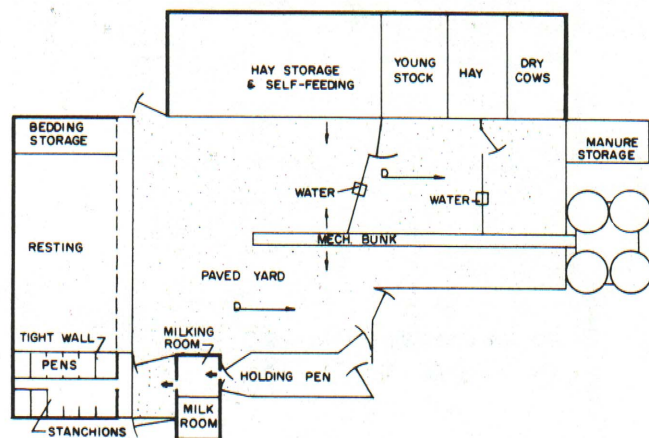 HAY STORAGE
& SELF-FEEDING
YOUNG
STOCK
HAY
DRY
COWS
BEDDING
STORAGE
MANURE
STORAGE
D
WATER
WATER
MECH. BUNK
RESTING
PAVED YARD
D
TIGHT WALL
MILKING
ROOM
PENS
HOLDING PEN
MILK
ROOM
STANCHIONS